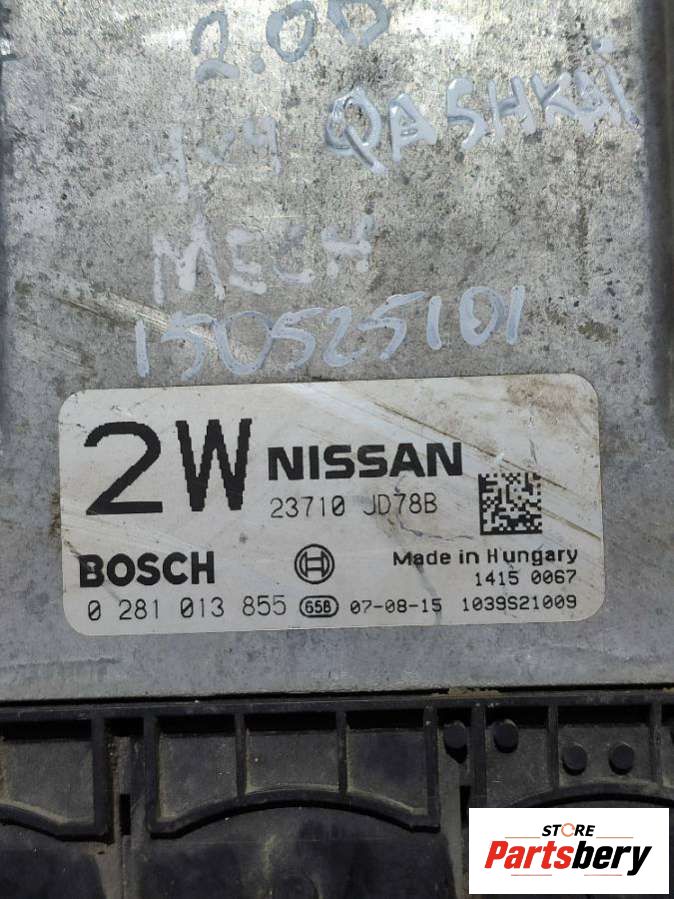 2.0D
4x4 QASHKAI
MECH
150525101
2W NISSAN
23710 JD78B
BOSCH Made in Hungary
1415 0067
0 281 013 855 658 07-08-15 1039S21009
STORE
Partsbery